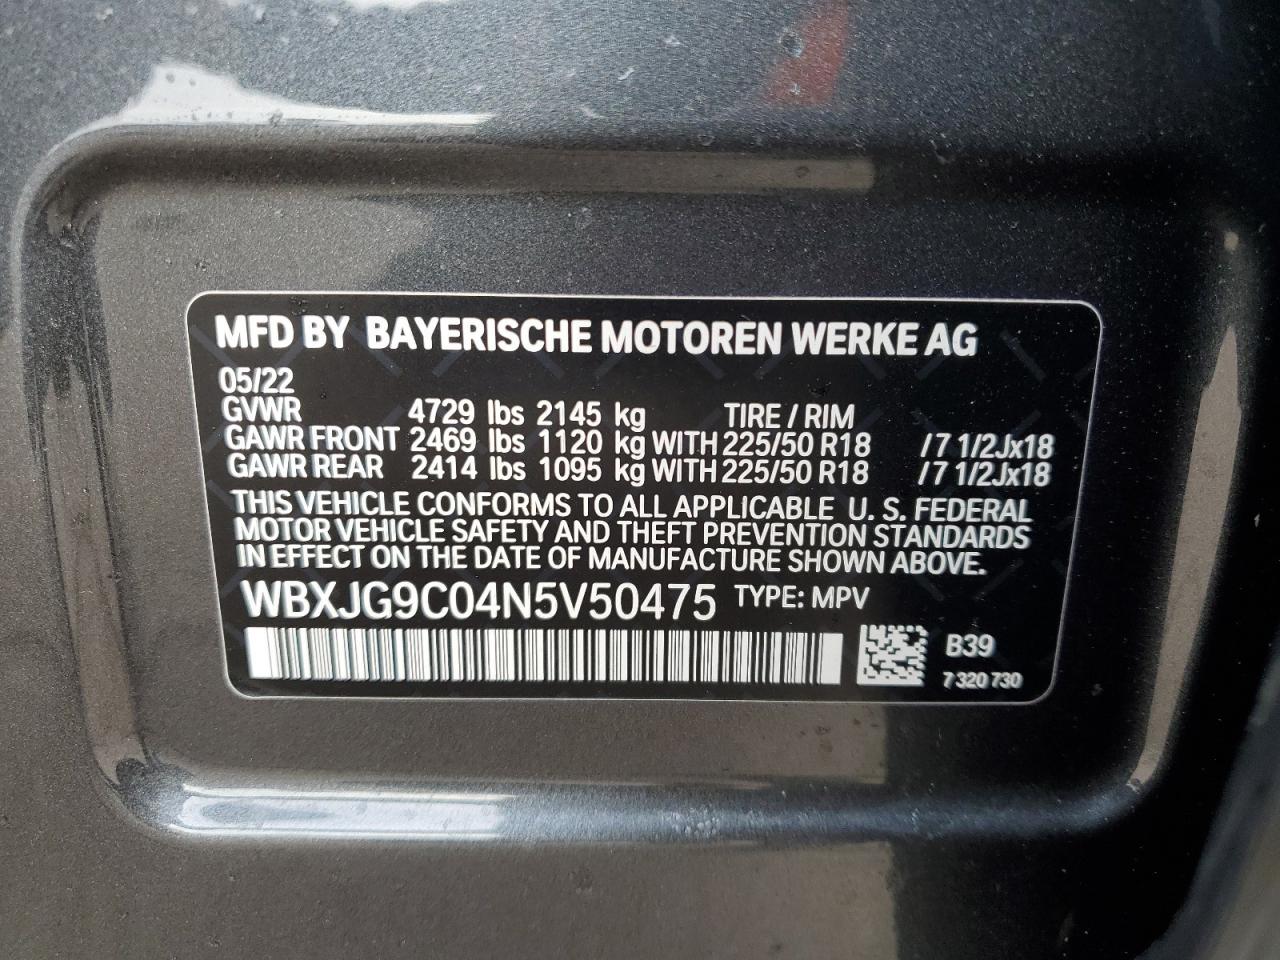 MFD BY BAYERISCHE MOTOREN WERKE AG
05/22
GVWR 4729 lbs 2145 kg TIRE / RIM
GAWR FRONT 2469 lbs 1120 kg WITH 225/50 R18 / 7 1/2Jx18
GAWR REAR 2414 lbs 1095 kg WITH 225/50 R18 / 7 1/2Jx18
THIS VEHICLE CONFORMS TO ALL APPLICABLE U. S. FEDERAL
MOTOR VEHICLE SAFETY AND THEFT PREVENTION STANDARDS
IN EFFECT ON THE DATE OF MANUFACTURE SHOWN ABOVE.
WBXJG9C04N5V50475 TYPE: MPV
B39
7 320 730